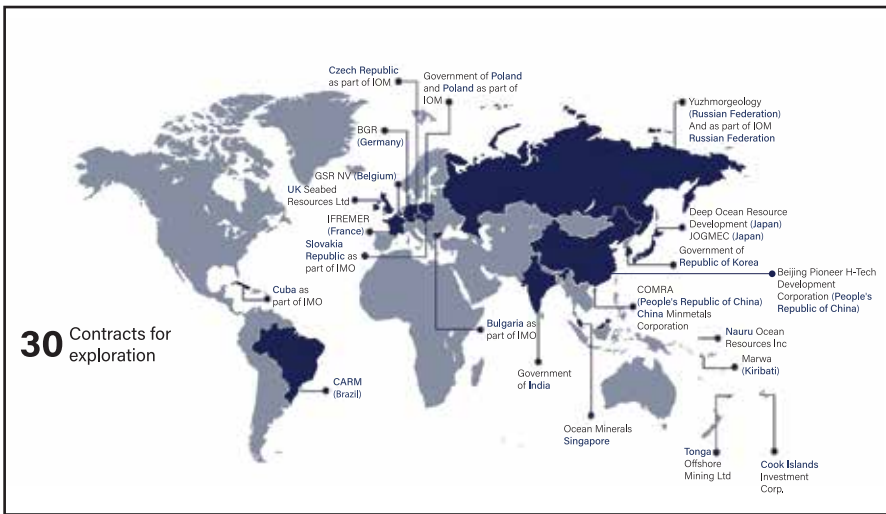 Czech Republic
as part of IOM
Government of Poland
and Poland as part of
IOM
Yuzhmorgeology
(Russian Federation)
And as part of IOM
Russian Federation
BGR
(Germany)
GSR NV (Belgium)
UK Seabed
Resources Ltd
IFREMER
(France)
Slovakia
Republic as
part of IMO
Deep Ocean Resource
Development (Japan)
JOGMEC (Japan)
Government of
Republic of Korea
Beijing Pioneer H-Tech
Development
Corporation (People's
Republic of China)
COMRA
(People's Republic of China)
China Minmetals
Corporation
Cuba as
part of IMO
Bulgaria as
part of IMO
Nauru Ocean
Resources Inc
30 Contracts for
exploration
Marwa
(Kiribati)
Government
of India
CARM
(Brazil)
Ocean Minerals
Singapore
Tonga
Offshore
Mining Ltd
Cook Islands
Investment
Corp.